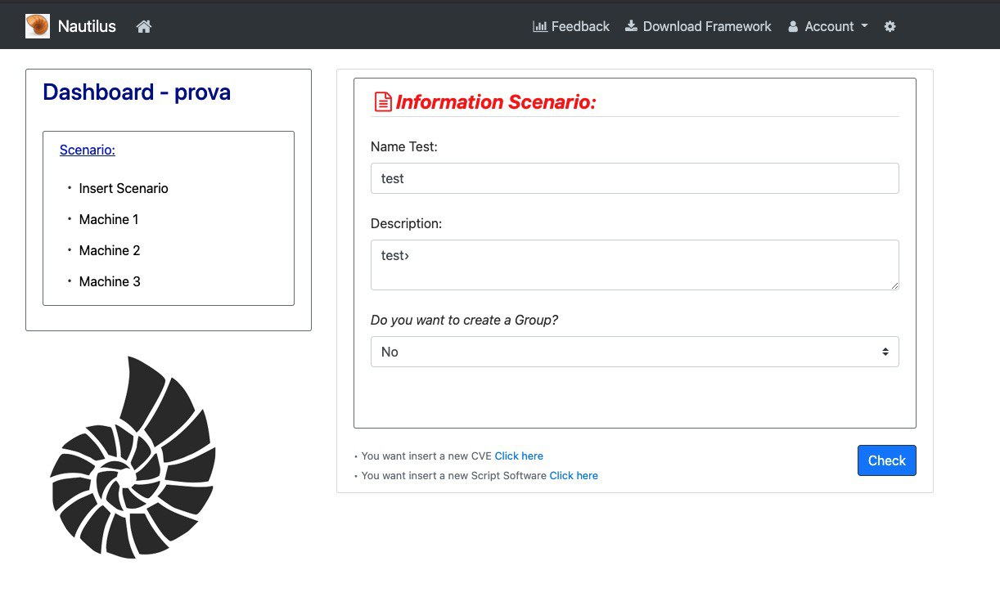 Nautilus
Feedback
Download Framework
Account
Dashboard - prova
Scenario:
• Insert Scenario
• Machine 1
• Machine 2
• Machine 3
Information Scenario:
Name Test:
test
Description:
test›
Do you want to create a Group?
No
• You want insert a new CVE Click here
• You want insert a new Script Software Click here
Check